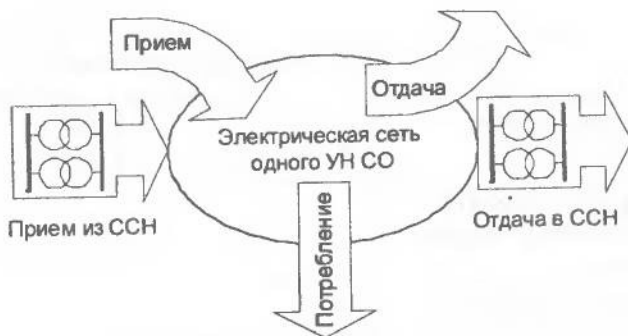 Прием
Отдача
Электрическая сеть
одного УН СО
Прием из ССН
Отдача в ССН
Потребление